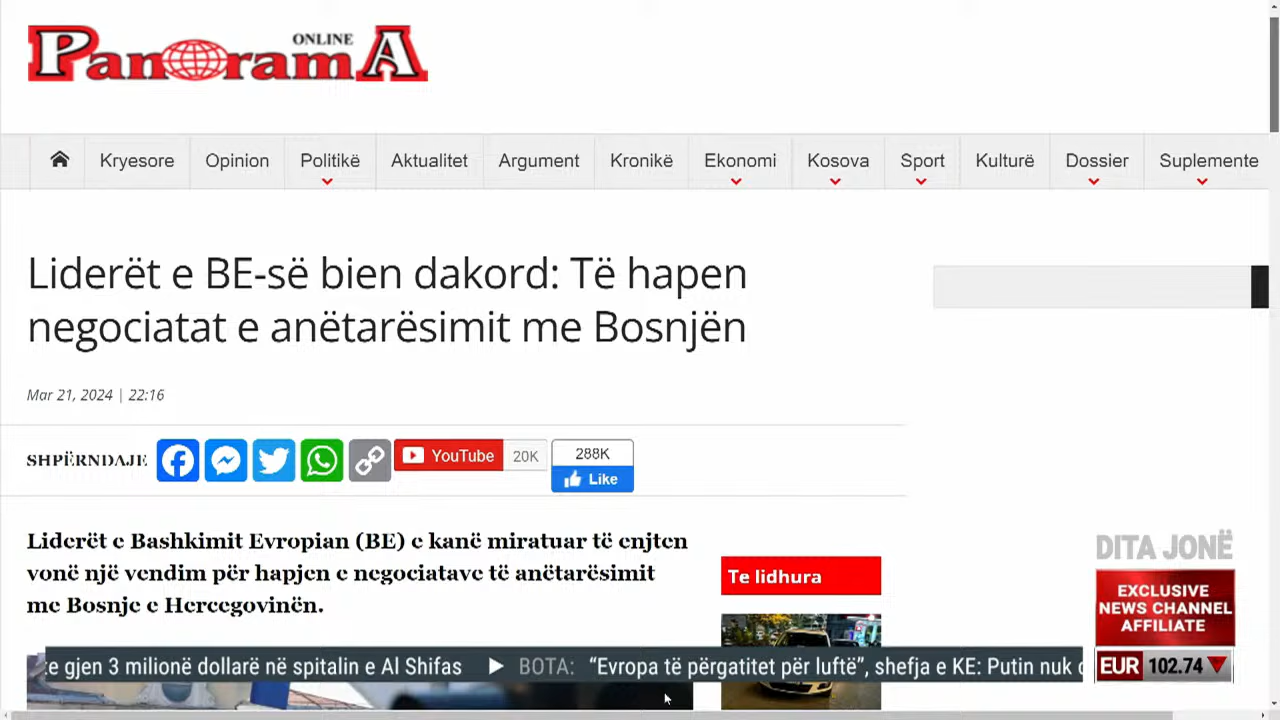 PanoramA ONLINE
Kryesore Opinion Politikë Aktualitet Argument Kronikë Ekonomi Kosova Sport Kulturë Dossier Suplemente
Liderët e BE-së bien dakord: Të hapen
negociatat e anëtarësimit me Bosnjën
Mar 21, 2024 | 22:16
SHPËRNDAJE
YouTube 20K
288K
Like
Liderët e Bashkimit Evropian (BE) e kanë miratuar të enjten
vonë një vendim për hapjen e negociatave të anëtarësimit
me Bosnje e Hercegovinën.
Te lidhura
DITA JONË
EXCLUSIVE
NEWS CHANNEL
AFFILIATE
gjen 3 milionë dollarë në spitalin e Al Shifas ▶ BOTA: “Evropa të përgatitet për luftë”, shefja e KE: Putin nuk
EUR 102.74